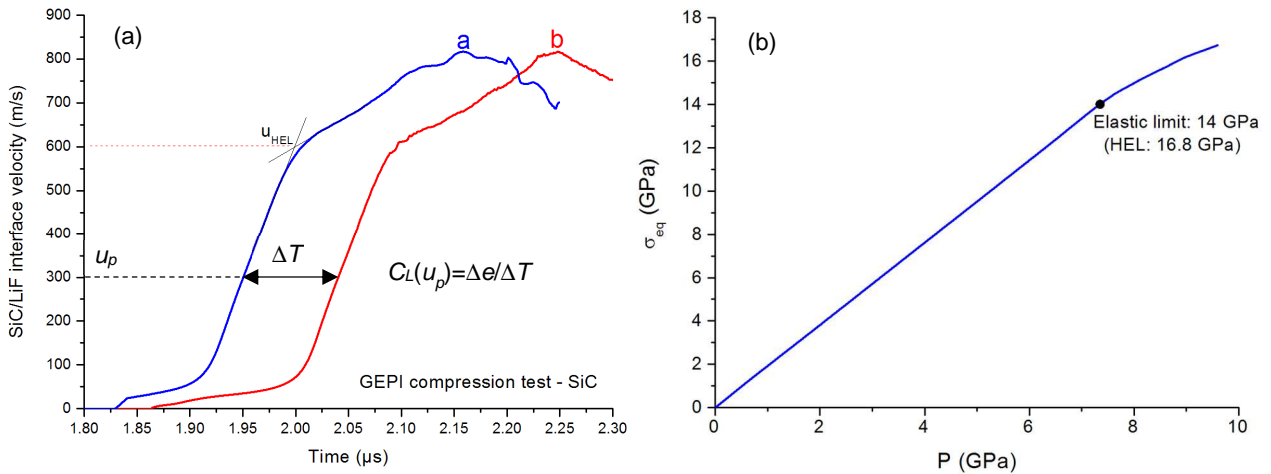 (a)
SiC/LiF interface velocity (m/s)
900
800
700
600
500
400
300
200
100
0
a
b
u_HEL
u_p
ΔT
C_L(u_p)=Δe/ΔT
GEPI compression test - SiC
1.80 1.85 1.90 1.95 2.00 2.05 2.10 2.15 2.20 2.25 2.30
Time (µs)
(b)
σ_eq (GPa)
18
16
14
12
10
8
6
4
2
0
Elastic limit: 14 GPa
(HEL: 16.8 GPa)
0 2 4 6 8 10
P (GPa)